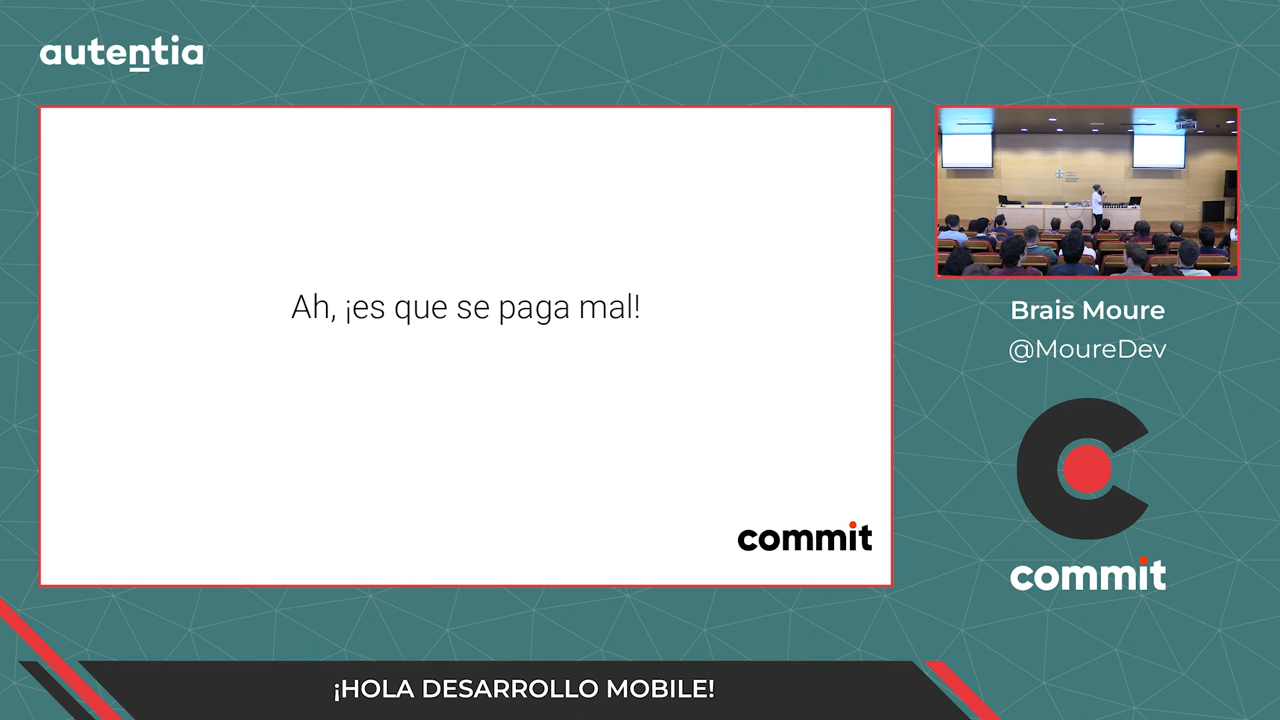 autentia
Ah, ¡es que se paga mal!
commit
Brais Moure
@MoureDev
commit
¡HOLA DESARROLLO MOBILE!